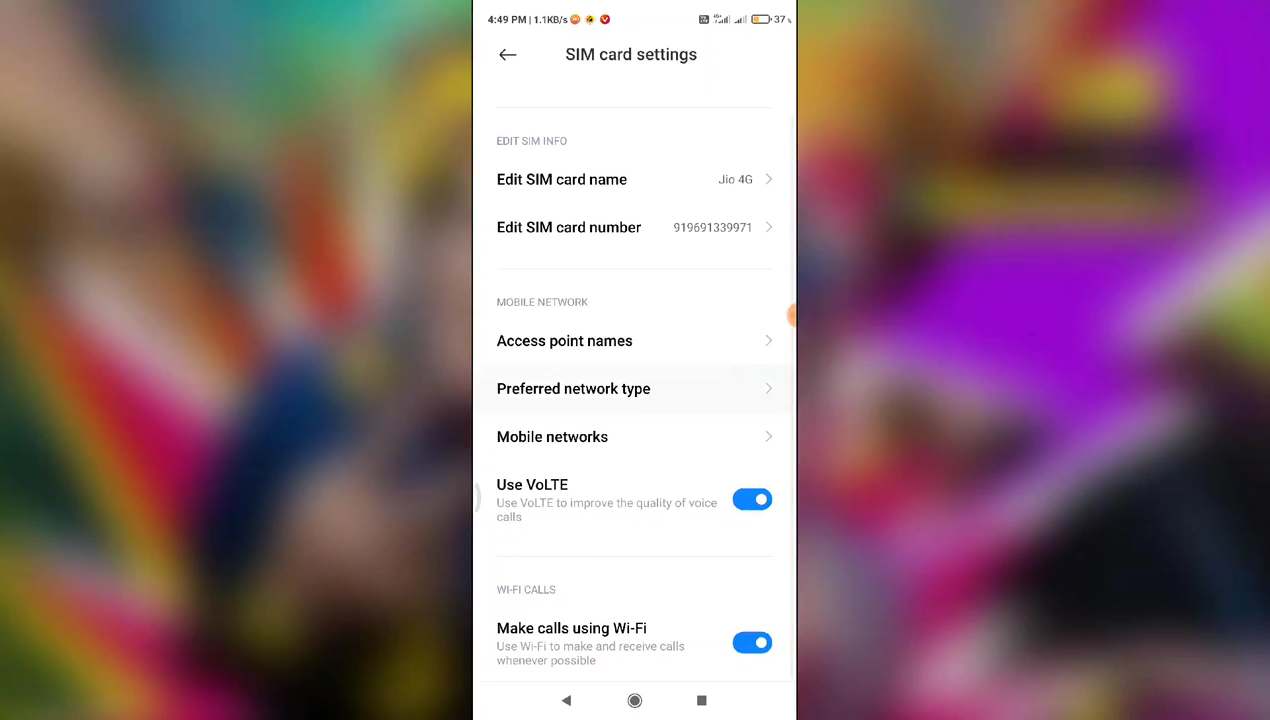 4:49 PM | 1.1KB/s 37 %
SIM card settings
EDIT SIM INFO
Edit SIM card name Jio 4G
Edit SIM card number 919691339971
MOBILE NETWORK
Access point names
Preferred network type
Mobile networks
Use VoLTE
Use VoLTE to improve the quality of voice
calls
WI-FI CALLS
Make calls using Wi-Fi
Use Wi-Fi to make and receive calls
whenever possible